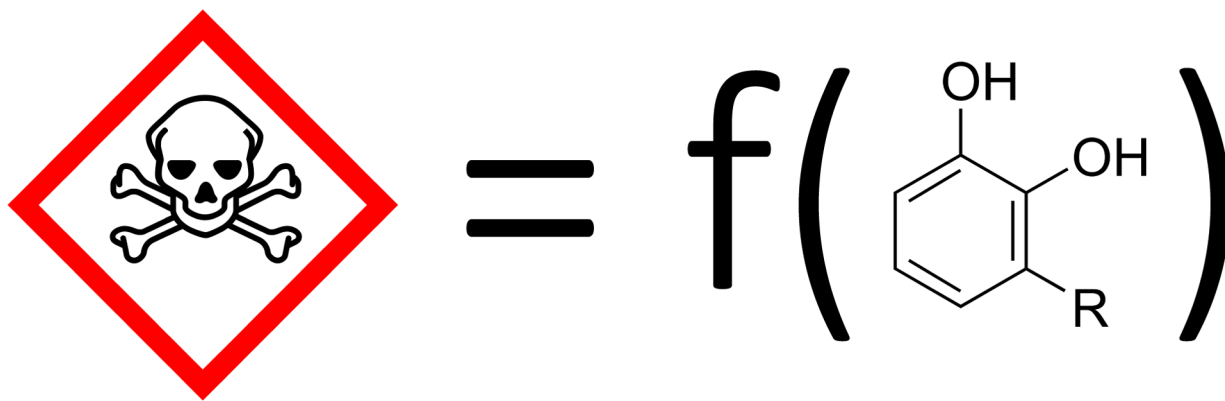 = f( OH
OH
R )